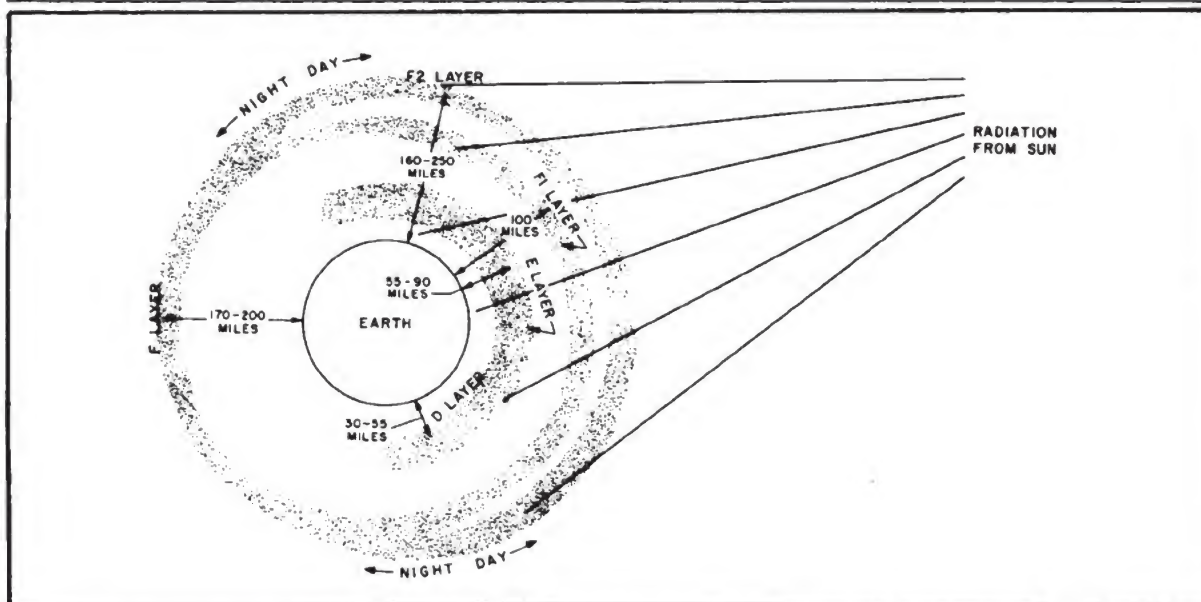 NIGHT DAY
F2 LAYER
RADIATION
FROM SUN
160-250
MILES
F1 LAYER
100
MILES
E LAYER
55-90
MILES
F LAYER
170-200
MILES
EARTH
D LAYER
30-55
MILES
NIGHT DAY